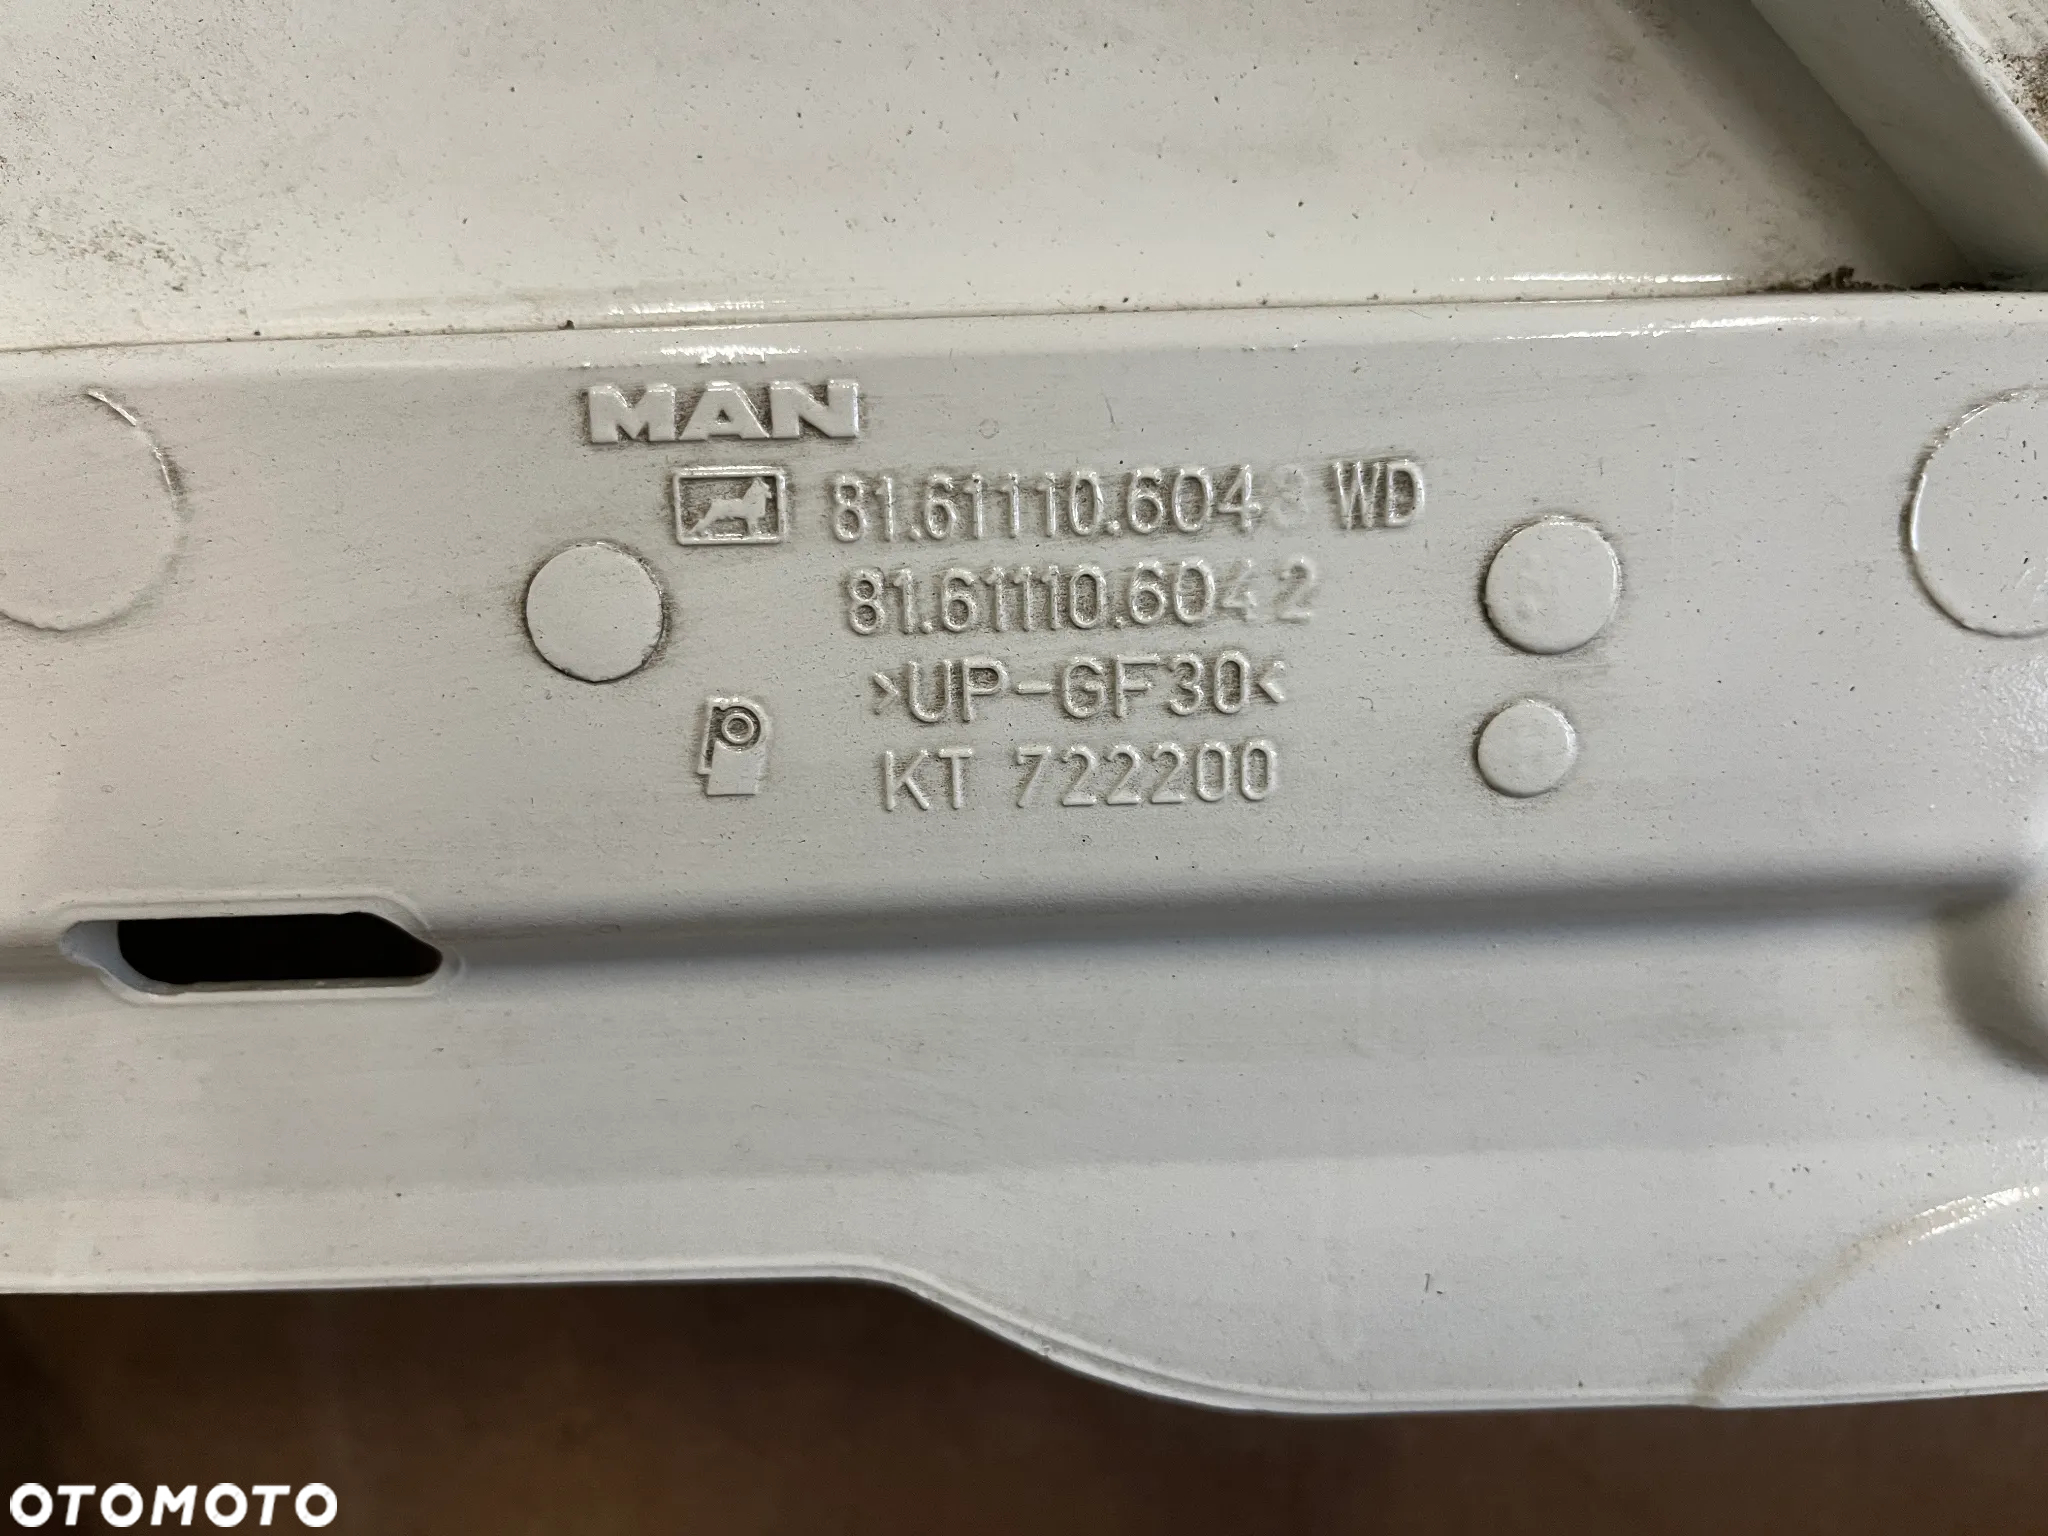 MAN
81.61110.6043 WD
81.61110.6042
>UP-GF30<
KT 722200
OTOMOTO